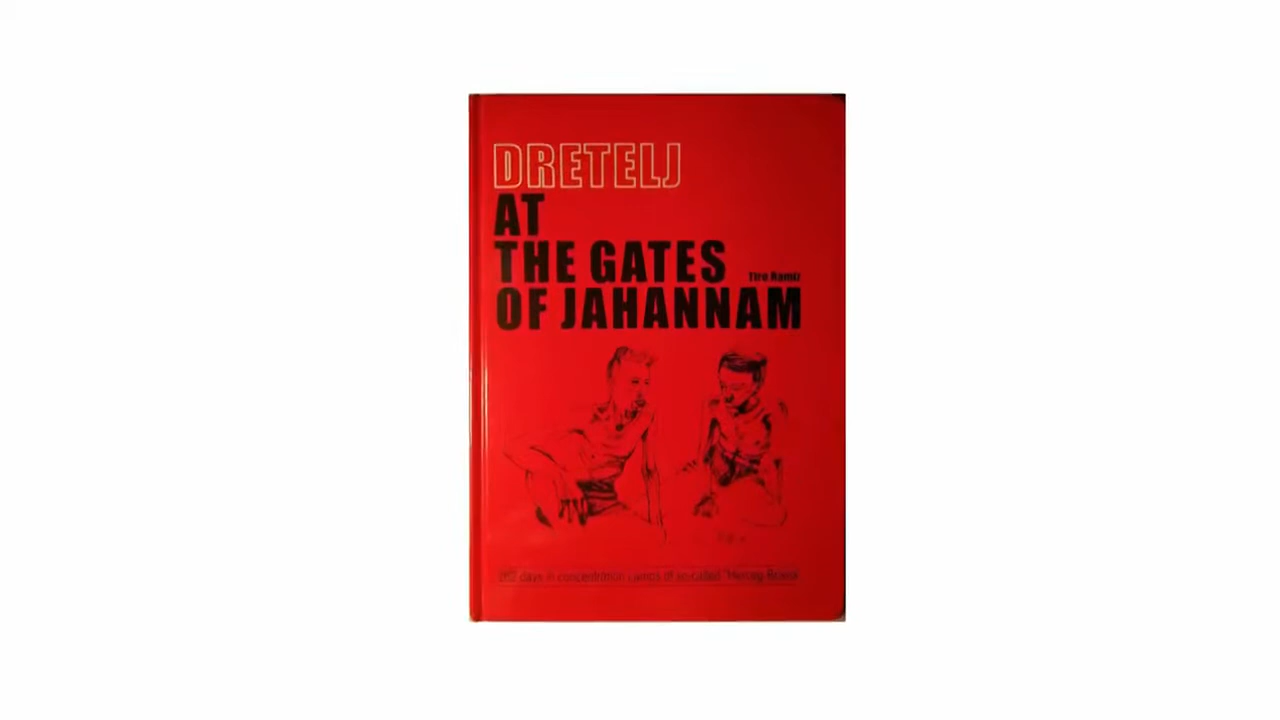 DRETELJ
AT
THE GATES
Tiro Ramiz
OF JAHANNAM
days in concentration camps of so-called "Herceg-Bosna"